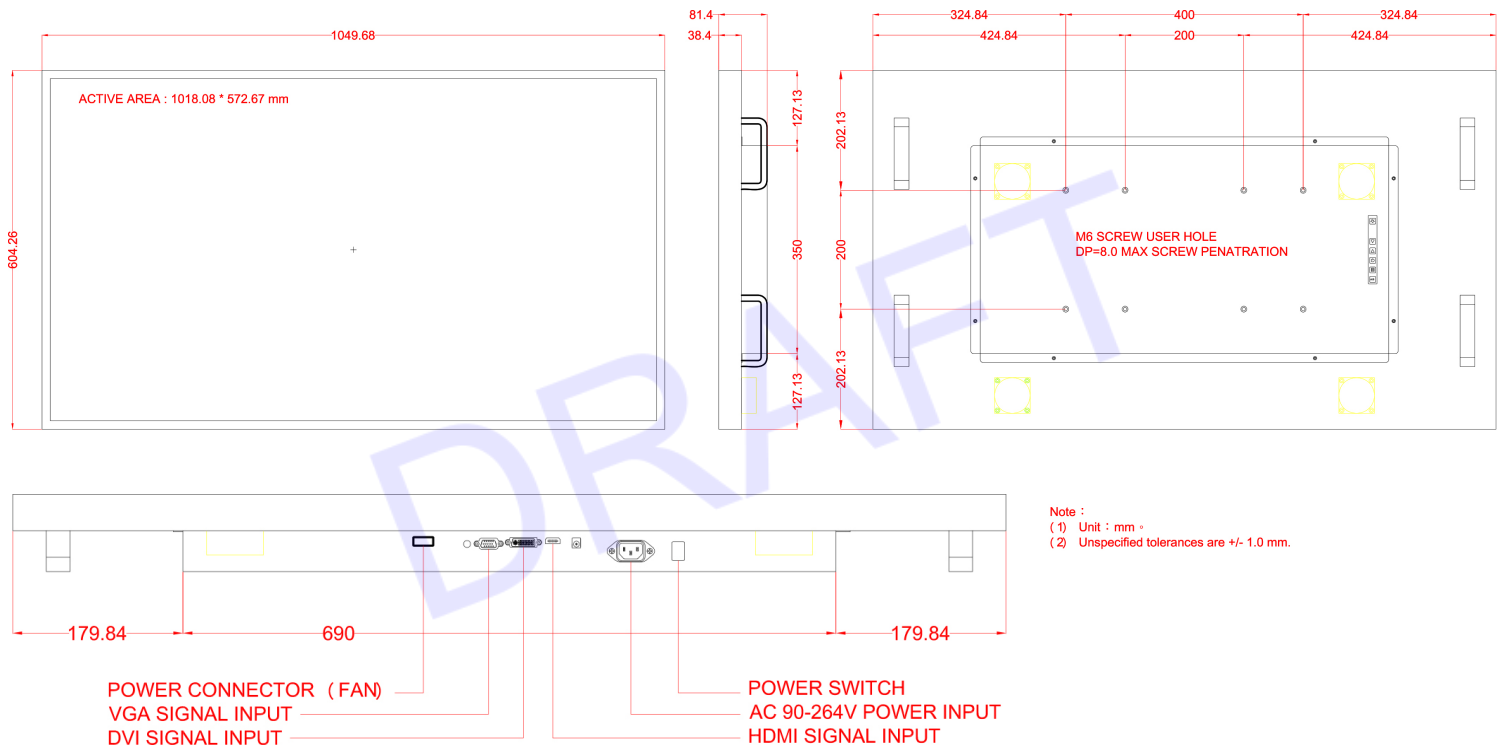 1049.68
604.26
ACTIVE AREA : 1018.08 * 572.67 mm
81.4
38.4
127.13
350
127.13
324.84
400
324.84
424.84
200
424.84
202.13
200
202.13
M6 SCREW USER HOLE
DP=8.0 MAX SCREW PENATRATION
DRAFT
Note：
( 1)   Unit：mm。
( 2)   Unspecified tolerances are +/- 1.0 mm.
179.84
690
179.84
POWER CONNECTOR （ FAN)
VGA SIGNAL INPUT
DVI SIGNAL INPUT
POWER SWITCH
AC 90-264V POWER INPUT
HDMI SIGNAL INPUT